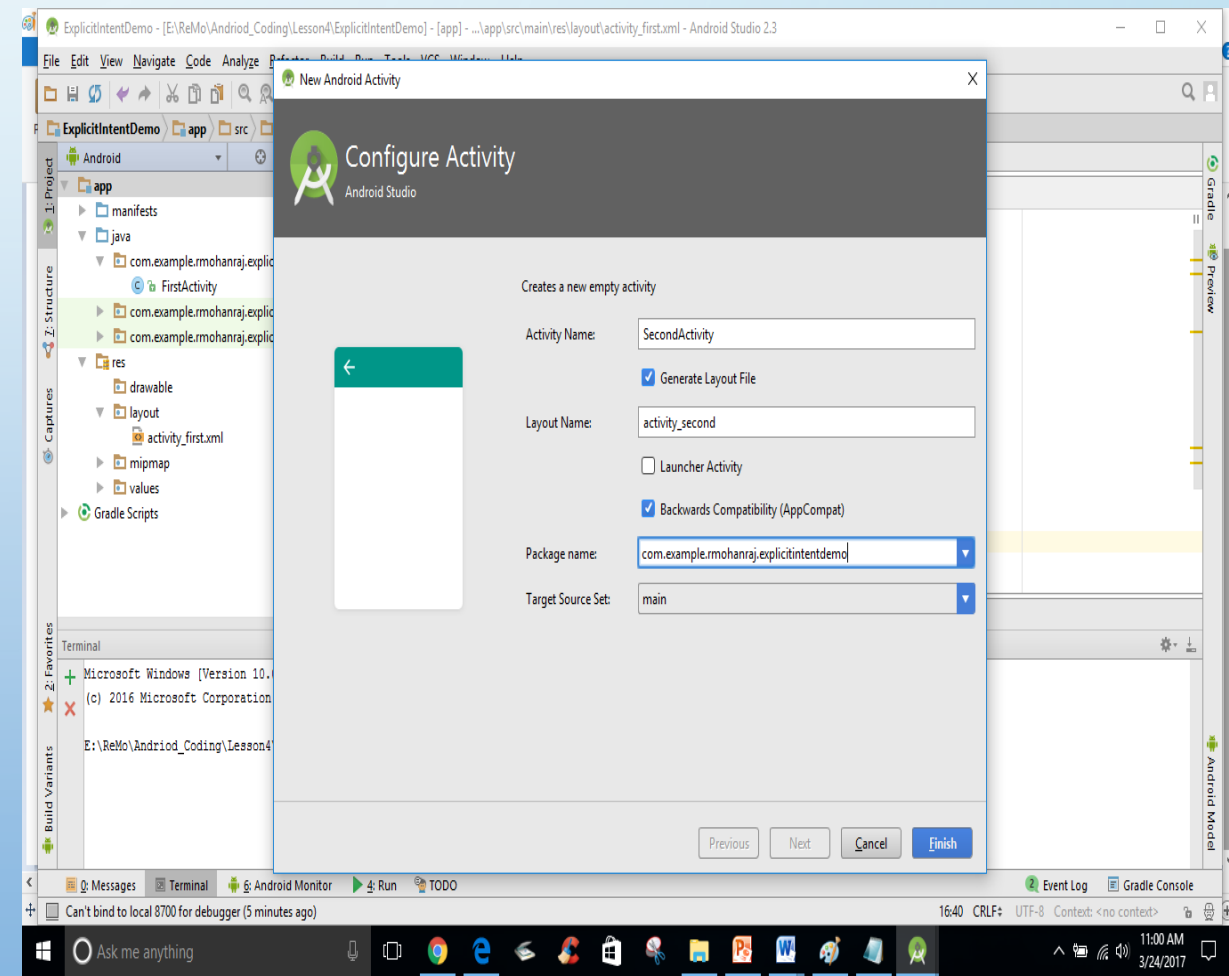 ExplicitIntentDemo - [E:\ReMo\Andriod_Coding\Lesson4\ExplicitIntentDemo] - [app] - ...\app\src\main\res\layout\activity_first.xml - Android Studio 2.3
File Edit View Navigate Code Analyze Refactor Build Run Tools VCS Window Help
New Android Activity
X
ExplicitIntentDemo app src
Configure Activity
Android Studio
Android
app
manifests
java
com.example.rmohanraj.explic
FirstActivity
com.example.rmohanraj.explic
com.example.rmohanraj.explic
res
drawable
layout
activity_first.xml
mipmap
values
Gradle Scripts
1: Project
7: Structure
Captures
2: Favorites
Build Variants
Creates a new empty activity
Activity Name: SecondActivity
Generate Layout File
Layout Name: activity_second
Launcher Activity
Backwards Compatibility (AppCompat)
Package name: com.example.rmohanraj.explicitintentdemo
Target Source Set: main
Previous Next Cancel Finish
Gradle
Preview
Android Model
Terminal
Microsoft Windows [Version 10.
(c) 2016 Microsoft Corporation
E:\ReMo\Andriod_Coding\Lesson4
0: Messages Terminal 6: Android Monitor 4: Run TODO 2 Event Log Gradle Console
Can't bind to local 8700 for debugger (5 minutes ago) 16:40 CRLF UTF-8 Context: <no context>
Ask me anything
11:00 AM
3/24/2017